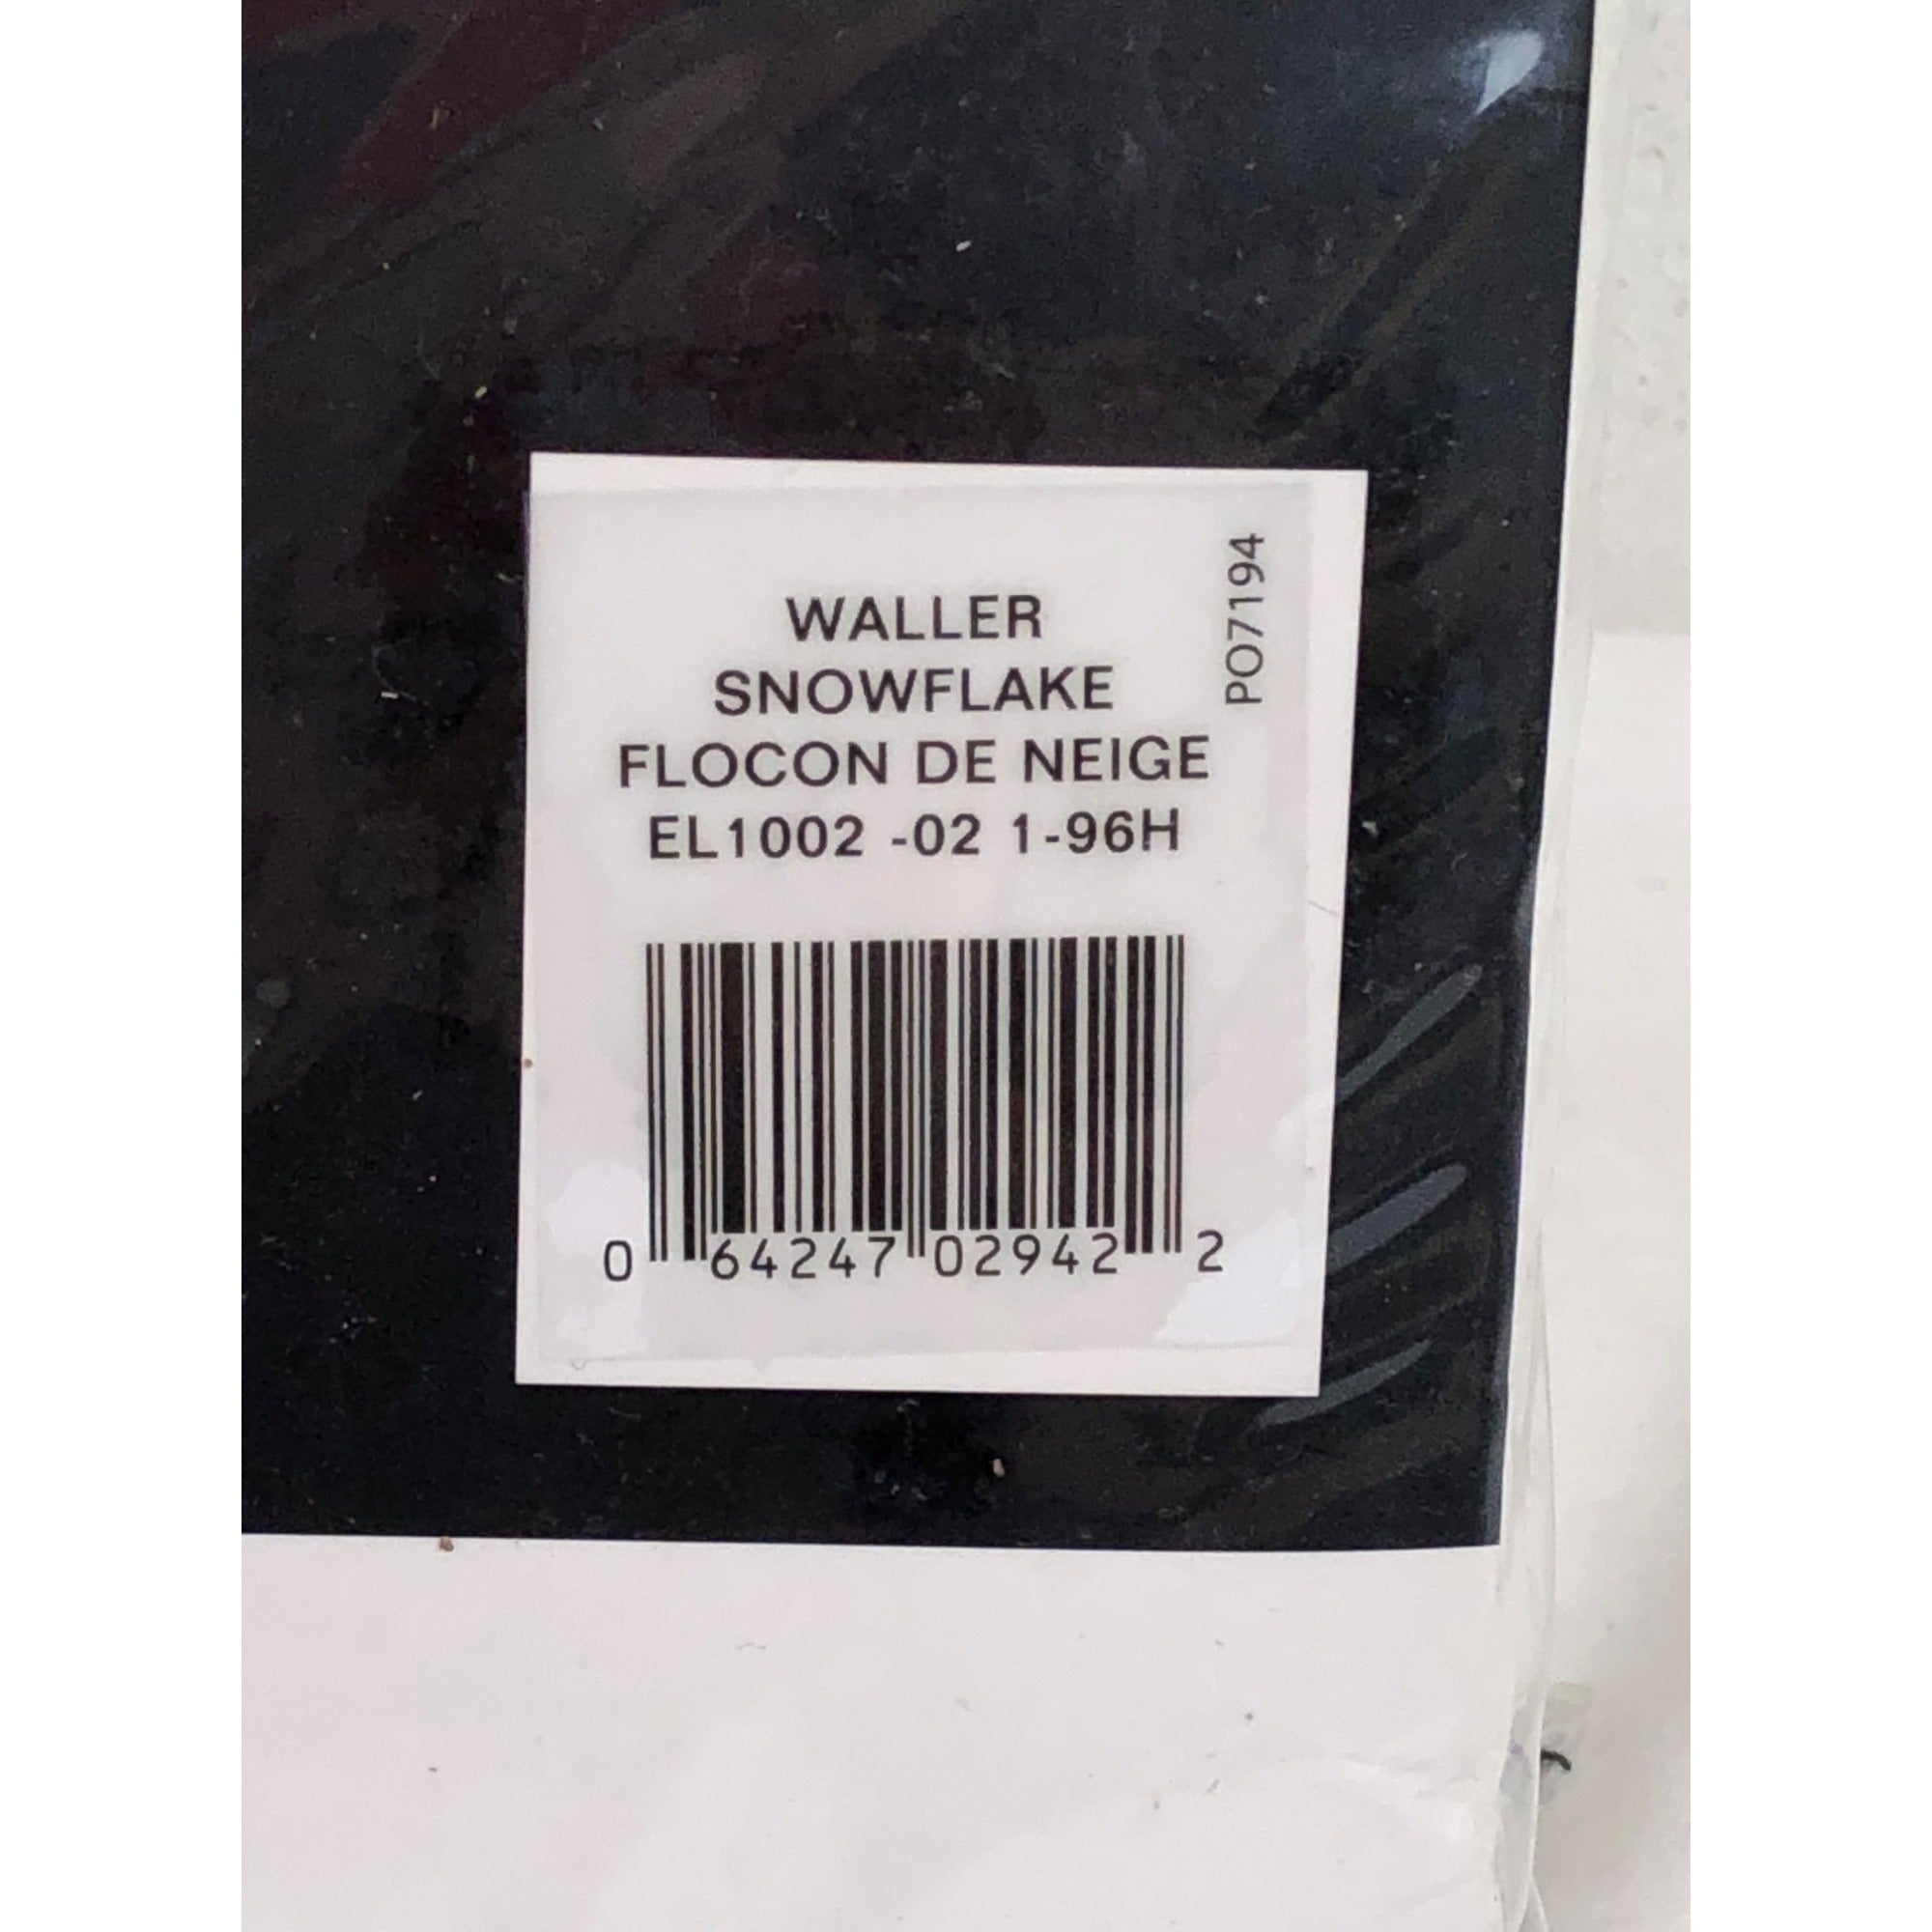 WALLER
SNOWFLAKE
FLOCON DE NEIGE
EL1002 -02 1-96H
PO7194
0 64247 02942 2